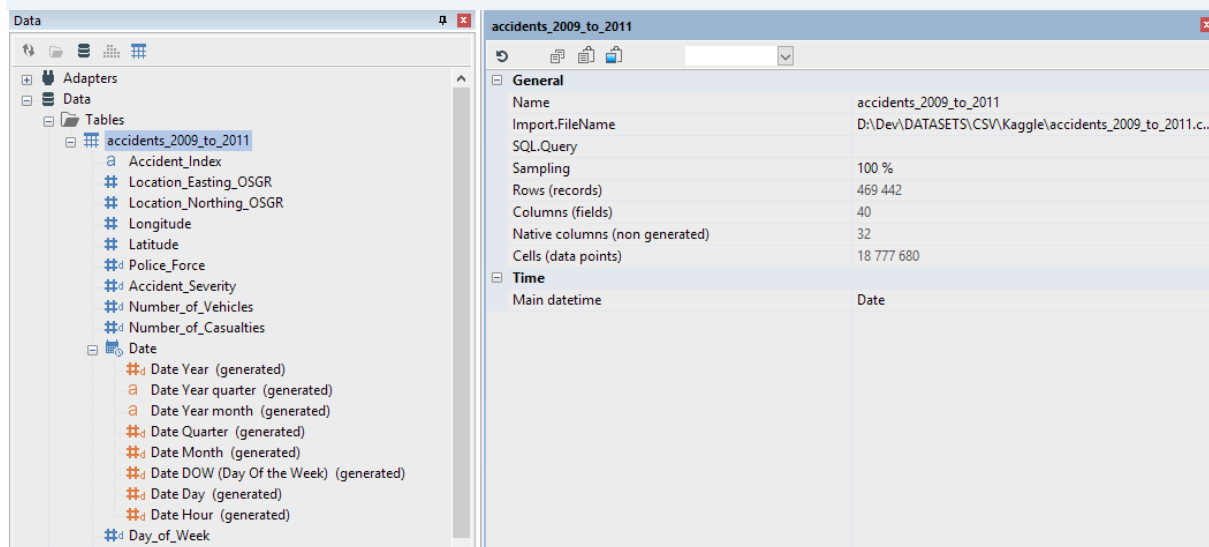 Data
Adapters
Data
Tables
accidents_2009_to_2011
a Accident_Index
# Location_Easting_OSGR
# Location_Northing_OSGR
# Longitude
# Latitude
#d Police_Force
#d Accident_Severity
#d Number_of_Vehicles
#d Number_of_Casualties
Date
#d Date Year (generated)
a Date Year quarter (generated)
a Date Year month (generated)
#d Date Quarter (generated)
#d Date Month (generated)
#d Date DOW (Day Of the Week) (generated)
#d Date Day (generated)
#d Date Hour (generated)
#d Day_of_Week
accidents_2009_to_2011
General
Name accidents_2009_to_2011
Import.FileName D:\Dev\DATASETS\CSV\Kaggle\accidents_2009_to_2011.c...
SQL.Query
Sampling 100 %
Rows (records) 469 442
Columns (fields) 40
Native columns (non generated) 32
Cells (data points) 18 777 680
Time
Main datetime Date